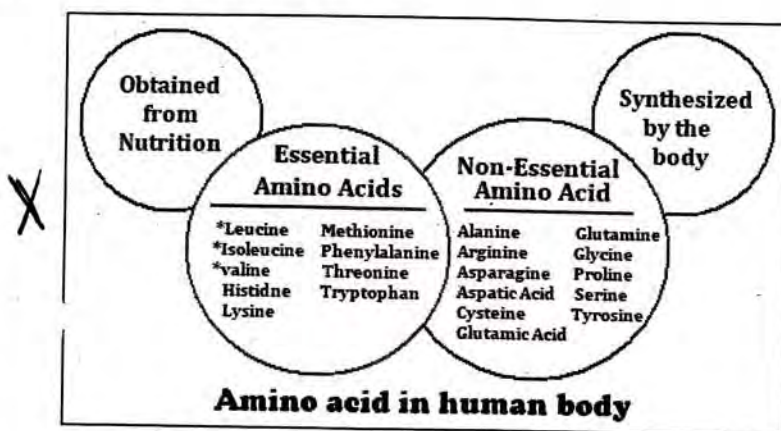 Obtained
from
Nutrition
Synthesized
by the
body
Essential
Amino Acids
*Leucine
*Isoleucine
*valine
Histidne
Lysine
Methionine
Phenylalanine
Threonine
Tryptophan
Non-Essential
Amino Acid
Alanine
Arginine
Asparagine
Aspatic Acid
Cysteine
Glutamic Acid
Glutamine
Glycine
Proline
Serine
Tyrosine
Amino acid in human body